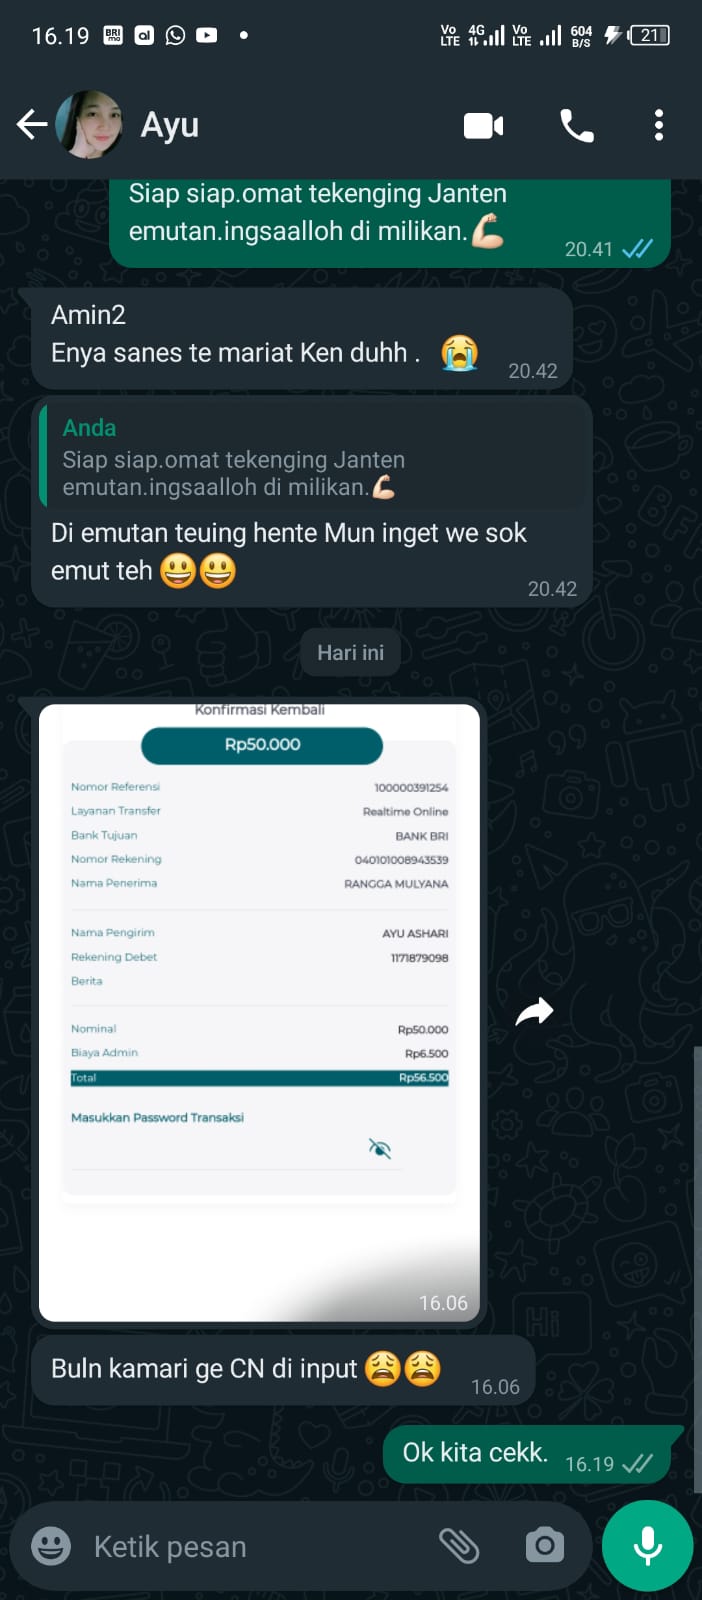 16.19
BRI
mo
al
Vo
LTE
4G
Vo
LTE
604
B/S
21
Ayu
Siap siap.omat tekenging Janten
emutan.ingsaalloh di milikan.💪🏻
20.41
Amin2
Enya sanes te mariat Ken duhh . 😭
20.42
Anda
Siap siap.omat tekenging Janten
emutan.ingsaalloh di milikan.💪🏻
Di emutan teuing hente Mun inget we sok
emut teh 😃😃
20.42
Hari ini
Konfirmasi Kembali
Rp50.000
Nomor Referensi 100000391254
Layanan Transfer Realtime Online
Bank Tujuan BANK BRI
Nomor Rekening 040101008943539
Nama Penerima RANGGA MULYANA
Nama Pengirim AYU ASHARI
Rekening Debet 1171879098
Berita
Nominal Rp50.000
Biaya Admin Rp6.500
Total Rp56.500
Masukkan Password Transaksi
16.06
Buln kamari ge CN di input 😩😩
16.06
Ok kita cekk.
16.19
Ketik pesan